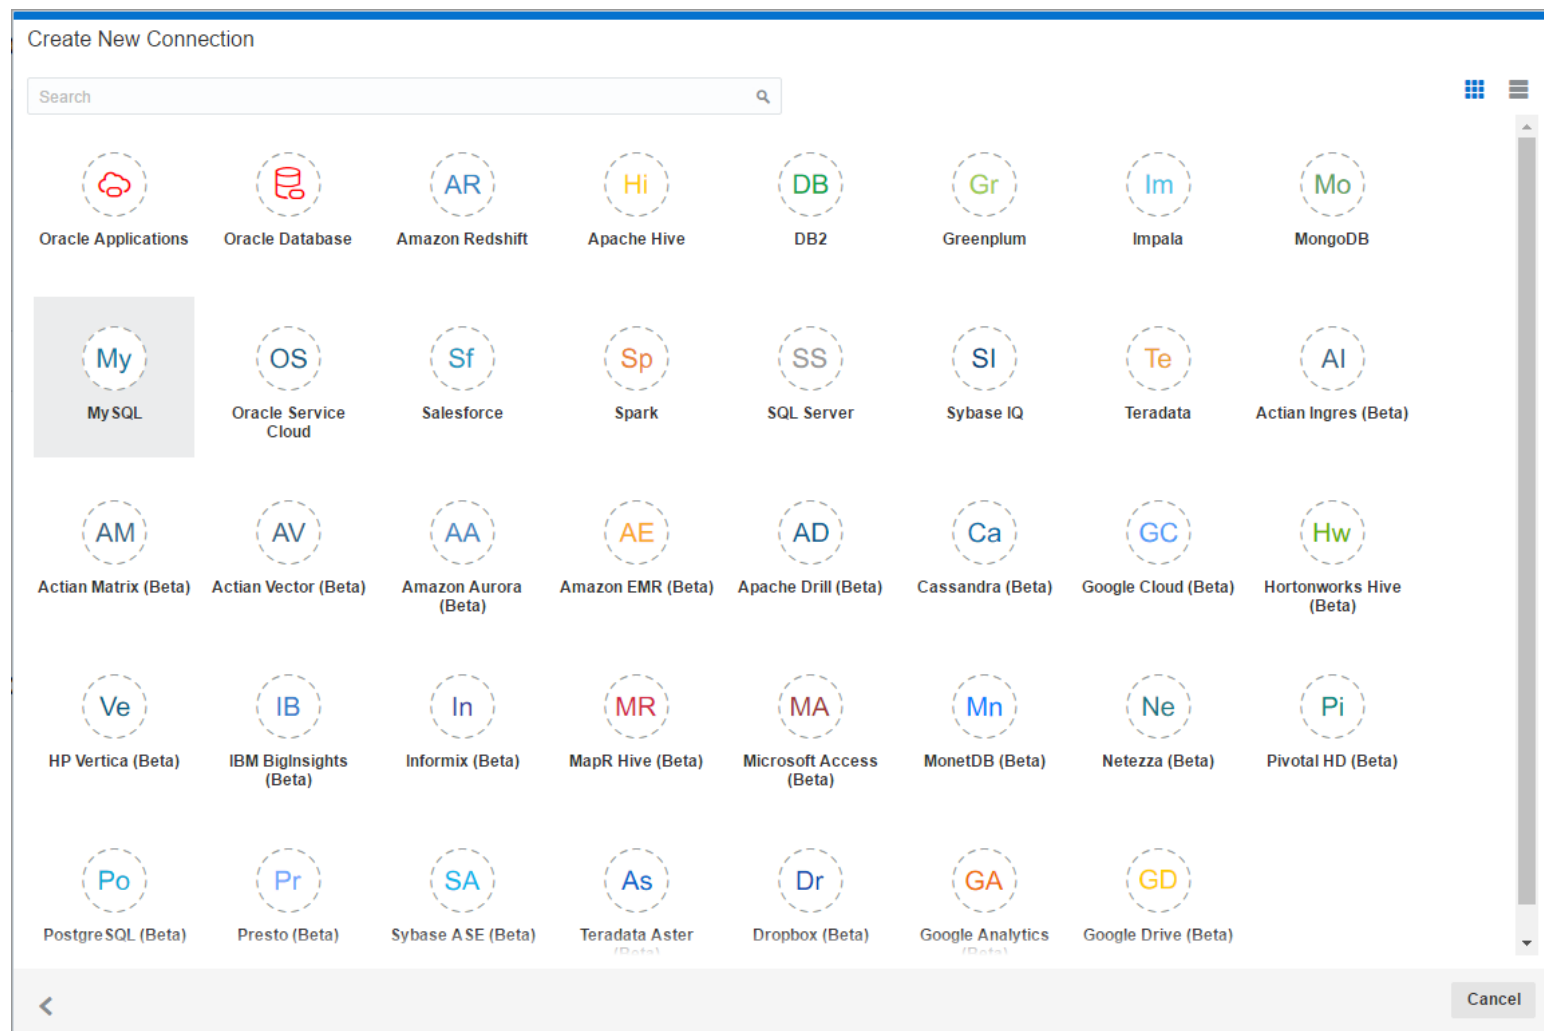 Create New Connection
Search
AR Hi DB Gr Im Mo
Oracle Applications Oracle Database Amazon Redshift Apache Hive DB2 Greenplum Impala MongoDB
My OS Sf Sp SS SI Te AI
MySQL Oracle Service Salesforce Spark SQL Server Sybase IQ Teradata Actian Ingres (Beta)
Cloud
AM AV AA AE AD Ca GC Hw
Actian Matrix (Beta) Actian Vector (Beta) Amazon Aurora Amazon EMR (Beta) Apache Drill (Beta) Cassandra (Beta) Google Cloud (Beta) Hortonworks Hive
(Beta) (Beta)
Ve IB In MR MA Mn Ne Pi
HP Vertica (Beta) IBM BigInsights Informix (Beta) MapR Hive (Beta) Microsoft Access MonetDB (Beta) Netezza (Beta) Pivotal HD (Beta)
(Beta) (Beta)
Po Pr SA As Dr GA GD
PostgreSQL (Beta) Presto (Beta) Sybase ASE (Beta) Teradata Aster Dropbox (Beta) Google Analytics Google Drive (Beta)
(Beta) (Beta)
Cancel